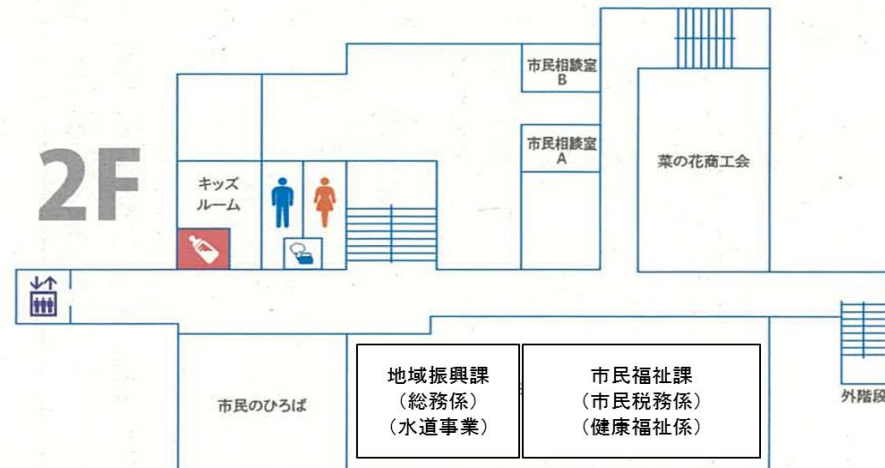 2F
市民相談室
B
市民相談室
A
菜の花商工会
キッズ
ルーム
市民のひろば
地域振興課
（総務係）
（水道事業）
市民福祉課
（市民税務係）
（健康福祉係）
外階段